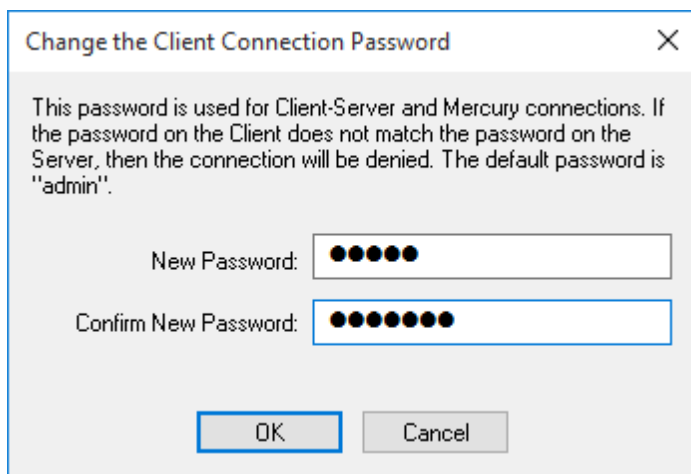 Change the Client Connection Password
This password is used for Client-Server and Mercury connections. If
the password on the Client does not match the password on the
Server, then the connection will be denied. The default password is
"admin".
New Password: ●●●●●
Confirm New Password: ●●●●●●●
OK Cancel